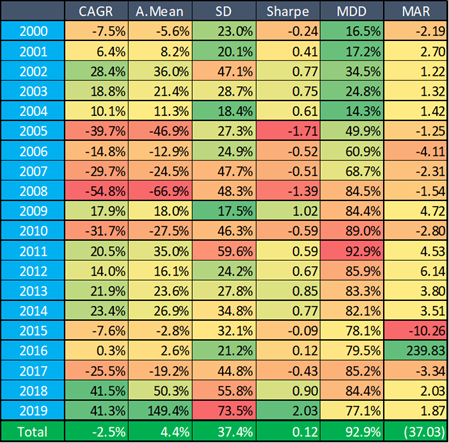 CAGR A.Mean SD Sharpe MDD MAR
2000 -7.5% -5.6% 23.0% -0.24 16.5% -2.19
2001 6.4% 8.2% 20.1% 0.41 17.2% 2.70
2002 28.4% 36.0% 47.1% 0.77 34.5% 1.22
2003 18.8% 21.4% 28.7% 0.75 24.8% 1.32
2004 10.1% 11.3% 18.4% 0.61 14.3% 1.42
2005 -39.7% -46.9% 27.3% -1.71 49.9% -1.25
2006 -14.8% -12.9% 24.9% -0.52 60.9% -4.11
2007 -29.7% -24.5% 47.7% -0.51 68.7% -2.31
2008 -54.8% -66.9% 48.3% -1.39 84.5% -1.54
2009 17.9% 18.0% 17.5% 1.02 84.4% 4.72
2010 -31.7% -27.5% 46.3% -0.59 89.0% -2.80
2011 20.5% 35.0% 59.6% 0.59 92.9% 4.53
2012 14.0% 16.1% 24.2% 0.67 85.9% 6.14
2013 21.9% 23.6% 27.8% 0.85 83.3% 3.80
2014 23.4% 26.9% 34.8% 0.77 82.1% 3.51
2015 -7.6% -2.8% 32.1% -0.09 78.1% -10.26
2016 0.3% 2.6% 21.2% 0.12 79.5% 239.83
2017 -25.5% -19.2% 44.8% -0.43 85.2% -3.34
2018 41.5% 50.3% 55.8% 0.90 84.4% 2.03
2019 41.3% 149.4% 73.5% 2.03 77.1% 1.87
Total -2.5% 4.4% 37.4% 0.12 92.9% (37.03)